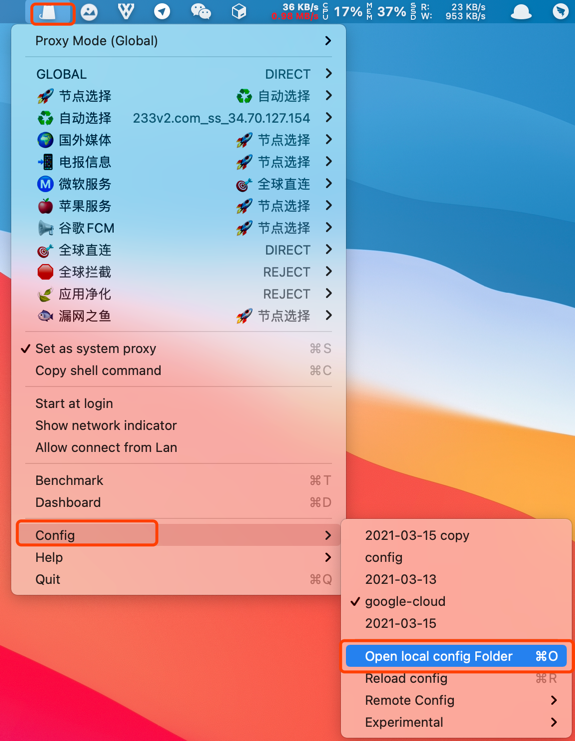 36 KB/s CPU 17% MEM 37% SSD R: 23 KB/s
W: 953 KB/s
Proxy Mode (Global)
GLOBAL DIRECT
节点选择 自动选择
自动选择 233v2.com_ss_34.70.127.154
国外媒体 节点选择
电报信息 节点选择
微软服务 全球直连
苹果服务 节点选择
谷歌FCM 节点选择
全球直连 DIRECT
全球拦截 REJECT
应用净化 REJECT
漏网之鱼 节点选择
Set as system proxy ⌘S
Copy shell command ⌘C
Start at login
Show network indicator
Allow connect from Lan
Benchmark ⌘T
Dashboard ⌘D
Config
Help
Quit ⌘Q
2021-03-15 copy
config
2021-03-13
google-cloud
2021-03-15
Open local config Folder ⌘O
Reload config ⌘R
Remote Config
Experimental